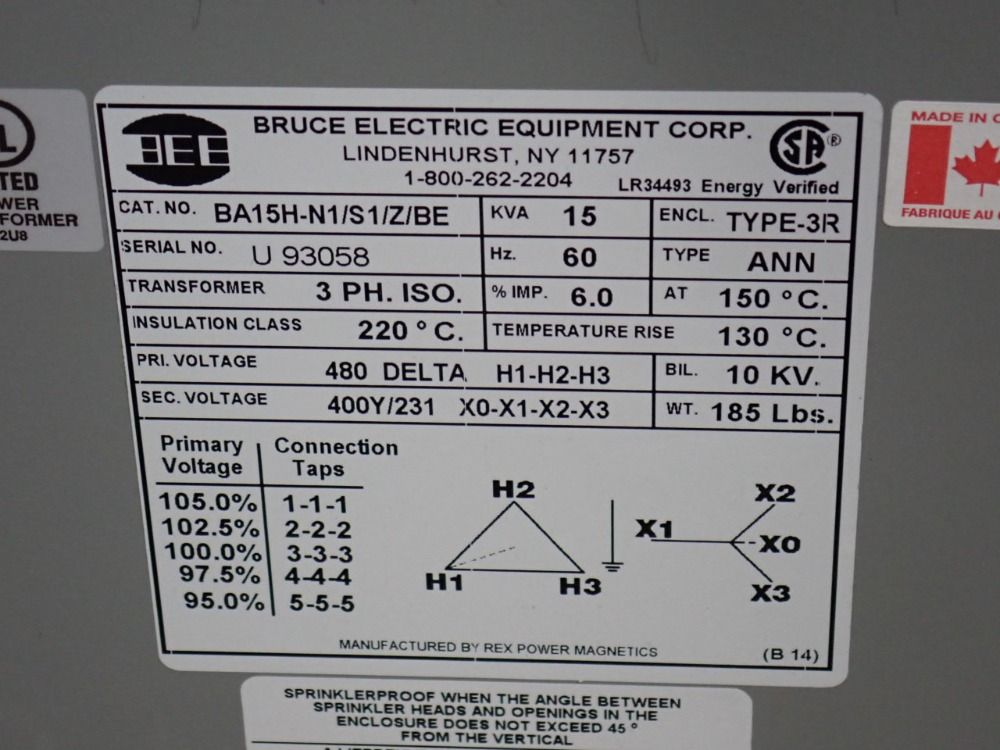 BEC
BRUCE ELECTRIC EQUIPMENT CORP.
LINDENHURST, NY 11757
1-800-262-2204
SA ®
LR34493 Energy Verified
CAT. NO. BA15H-N1/S1/Z/BE KVA 15 ENCL. TYPE-3R
SERIAL NO. U 93058 Hz. 60 TYPE ANN
TRANSFORMER 3 PH. ISO. % IMP. 6.0 AT 150 °C.
INSULATION CLASS 220 °C. TEMPERATURE RISE 130 °C.
PRI. VOLTAGE 480 DELTA H1-H2-H3 BIL. 10 KV.
SEC. VOLTAGE 400Y/231 X0-X1-X2-X3 WT. 185 Lbs.
Primary Connection
Voltage Taps
105.0% 1-1-1
102.5% 2-2-2
100.0% 3-3-3
97.5% 4-4-4
95.0% 5-5-5
H2
H1 H3
X2
X1 X0
X3
MANUFACTURED BY REX POWER MAGNETICS (B 14)
L
TED
WER
FORMER
2U8
MADE IN C
FABRIQUE AU
SPRINKLERPROOF WHEN THE ANGLE BETWEEN
SPRINKLER HEADS AND OPENINGS IN THE
ENCLOSURE DOES NOT EXCEED 45 °
FROM THE VERTICAL